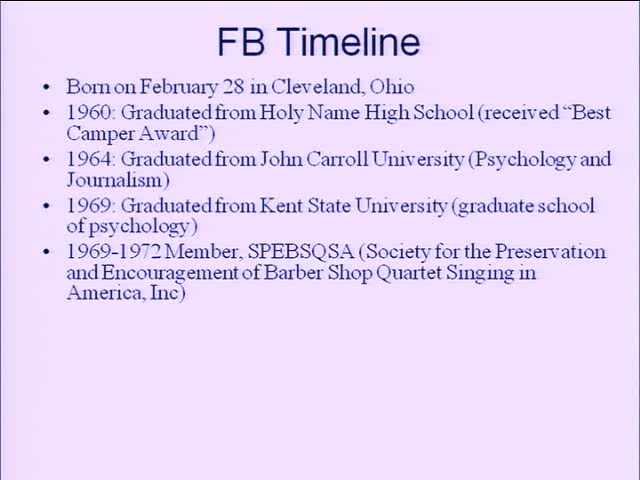 FB Timeline
• Born on February 28 in Cleveland, Ohio
• 1960: Graduated from Holy Name High School (received “Best
Camper Award”)
• 1964: Graduated from John Carroll University (Psychology and
Journalism)
• 1969: Graduated from Kent State University (graduate school
of psychology)
• 1969-1972 Member, SPEBSQSA (Society for the Preservation
and Encouragement of Barber Shop Quartet Singing in
America, Inc)